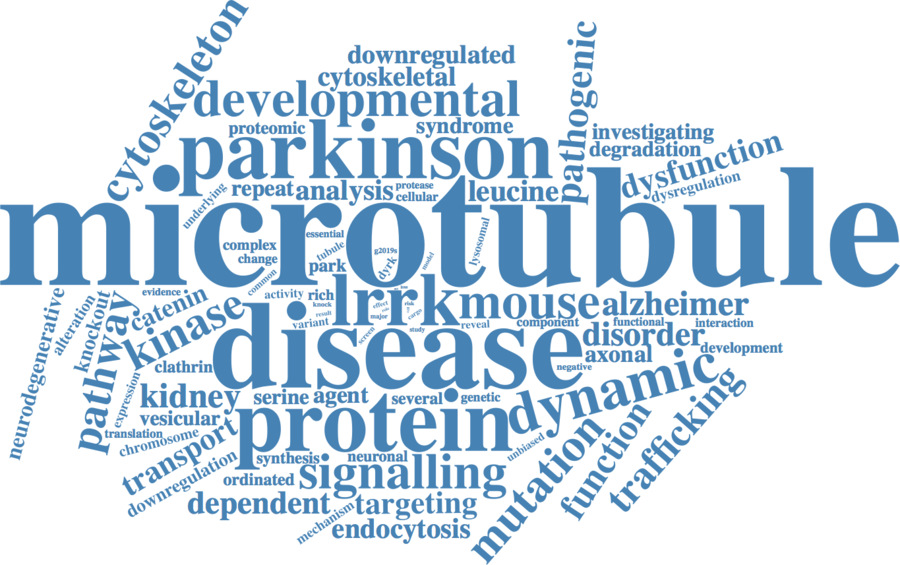 cytoskeleton
downregulated
cytoskeletal
developmental
pathogenic
proteomic
syndrome
parkinson
investigating
degradation
dysfunction
dysregulation
underlying
repeat
analysis
protease
cellular
leucine
microtubule
essential
complex
change
tubule
g2019s
dyrk
model
lysosomal
park
common
neurodegenerative
alteration
knockout
pathway
evidence
catenin
kinase
activity
rich
knock
result
variant
lrrk
effect
risk
major
cargo
screen
study
mouse
alzheimer
reveal
component
functional
interaction
disorder
axonal
development
negative
disease
clathrin
expression
kidney
serine
agent
several
genetic
dynamic
vesicular
translation
chromosome
transport
protein
unbiased
mutation
function
trafficking
downregulation
synthesis
neuronal
ordinated
signalling
dependent
mechanism
targeting
endocytosis